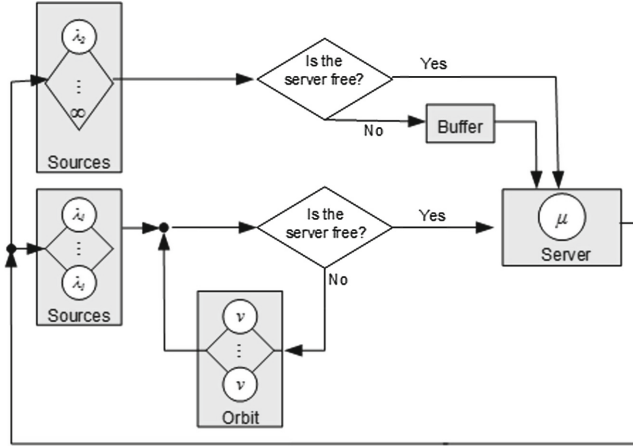 λ₂
⋮
∞
Sources
Is the
server free?
Yes
No
Buffer
λ₁
⋮
λ₁
Sources
Is the
server free?
Yes
No
μ
Server
ν
⋮
ν
Orbit